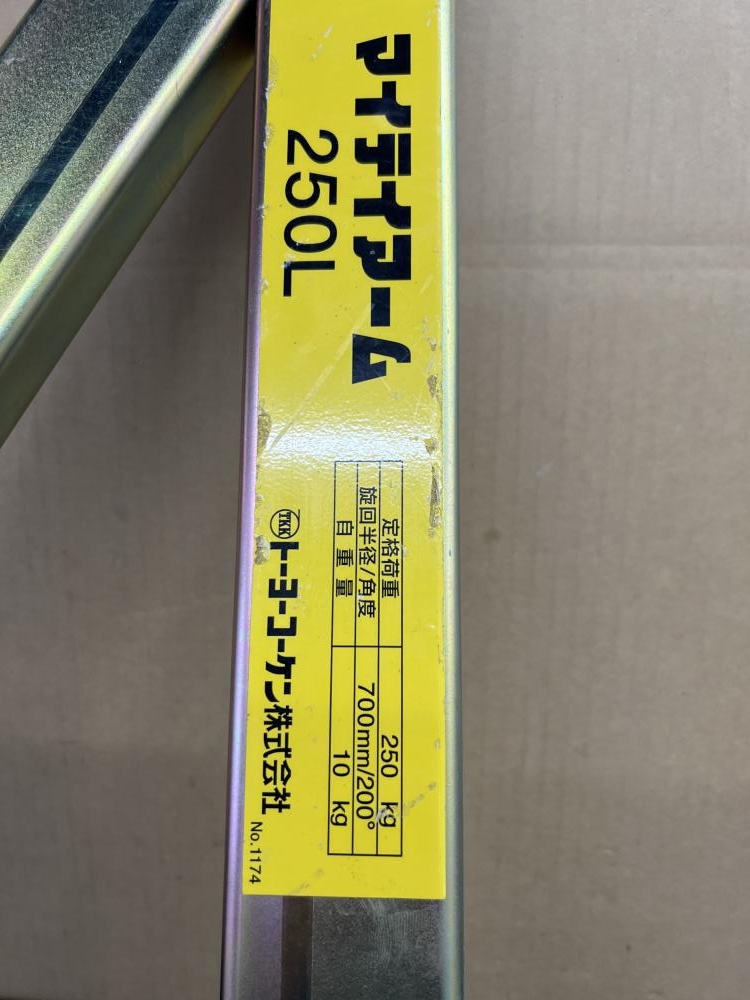 マイティアーム
250L
定格荷重 250 kg
旋回半径/角度 700mm/200°
自重量 10 kg
TKK トーヨーコーケン株式会社
No.1174